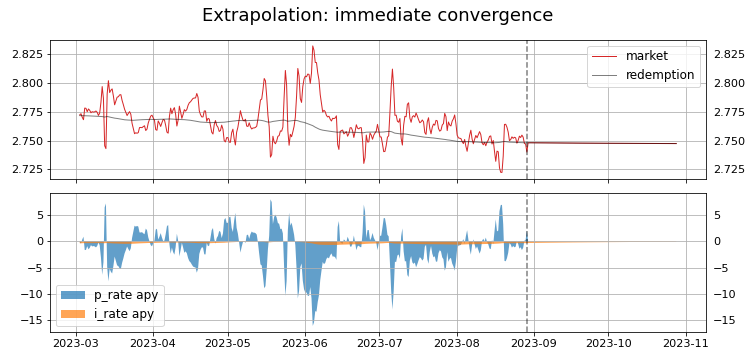 Extrapolation: immediate convergence
2.825 2.825
2.800 2.800
2.775 2.775
2.750 2.750
2.725 2.725
market
redemption
5
0
−5
−10
−15
5
0
−5
−10
−15
p_rate apy
i_rate apy
2023-03 2023-04 2023-05 2023-06 2023-07 2023-08 2023-09 2023-10 2023-11